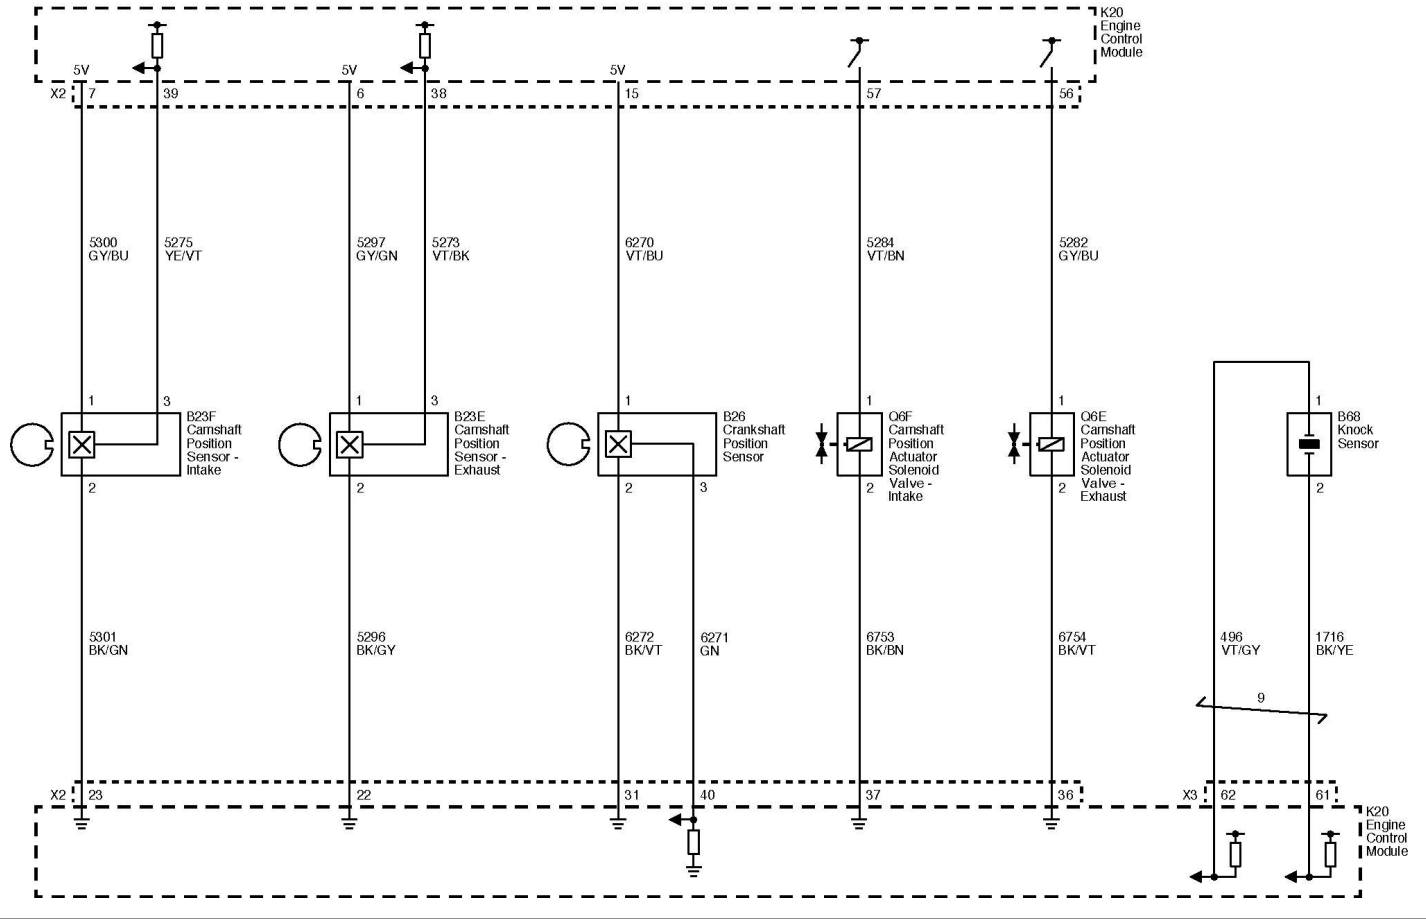 K20
Engine
Control
Module
5V
5V
5V
X2 7 39 6 38 15 57 56
5300
GY/BU
5275
YE/VT
5297
GY/GN
5273
VT/BK
6270
VT/BU
5284
VT/BN
5282
GY/BU
1 3
B23F
Camshaft
Position
Sensor -
Intake
2
1 3
B23E
Camshaft
Position
Sensor -
Exhaust
2
1
B26
Crankshaft
Position
Sensor
2 3
1
Q6F
Camshaft
Position
Actuator
Solenoid
Valve -
Intake
2
1
Q6E
Camshaft
Position
Actuator
Solenoid
Valve -
Exhaust
2
1
B68
Knock
Sensor
2
5301
BK/GN
5296
BK/GY
6272
BK/VT
6271
GN
6753
BK/BN
6754
BK/VT
496
VT/GY
1716
BK/YE
9
X2 23 22 31 40 37 36
X3 62 61
K20
Engine
Control
Module